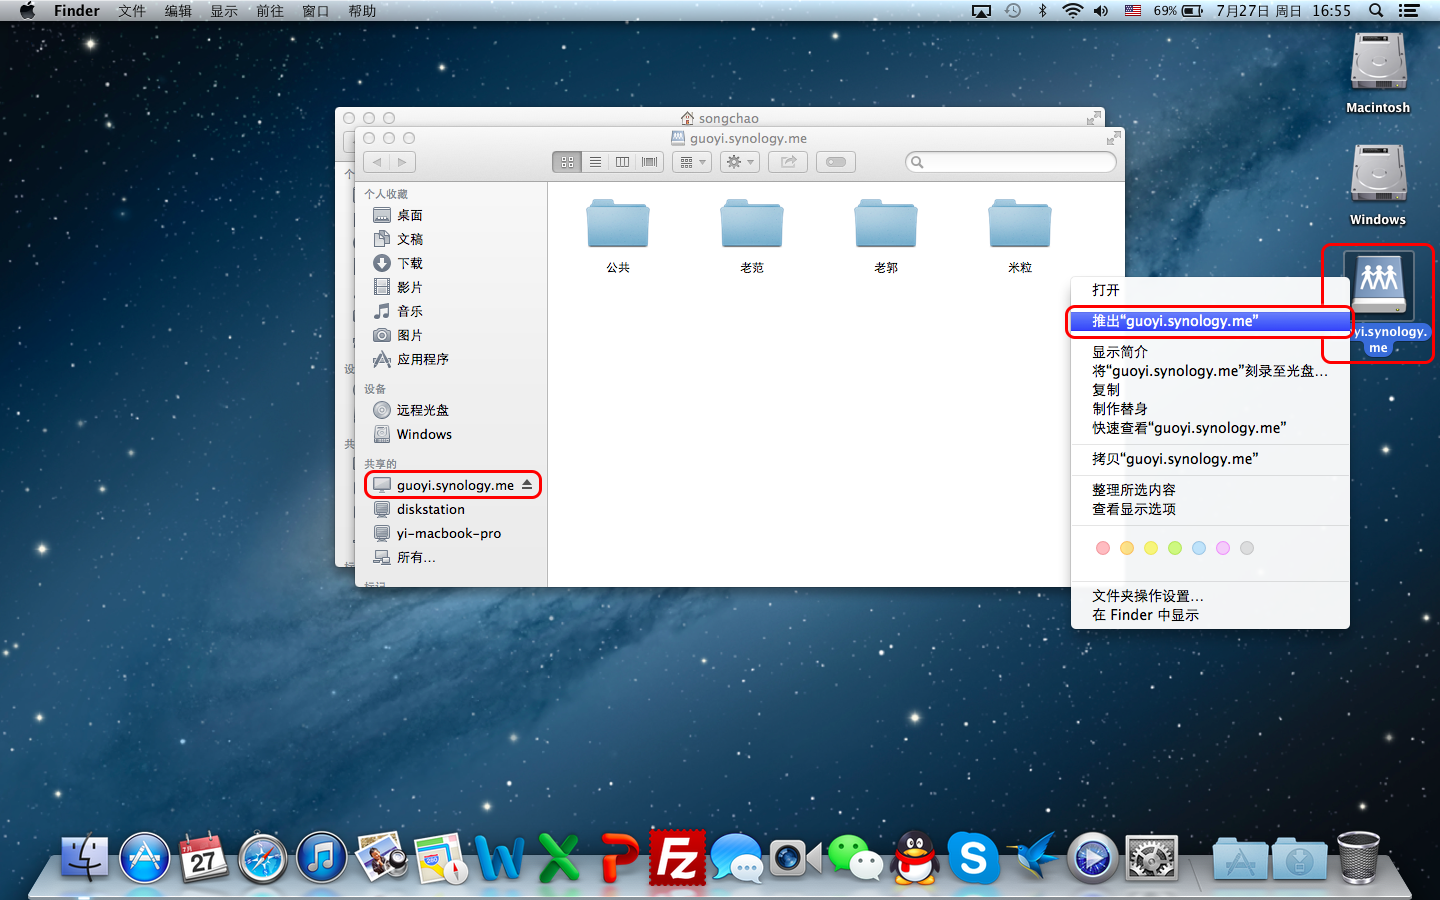 Finder 文件 编辑 显示 前往 窗口 帮助 69% 7月27日 周日 16:55
Macintosh
Windows
yi.synology.
me
songchao
guoyi.synology.me
个人收藏
桌面
文稿
下载
影片
音乐
图片
应用程序
设备
远程光盘
Windows
共享的
guoyi.synology.me
diskstation
yi-macbook-pro
所有...
标记
公共 老范 老郭 米粒
打开
推出“guoyi.synology.me”
显示简介
将“guoyi.synology.me”刻录至光盘...
复制
制作替身
快速查看“guoyi.synology.me”
拷贝“guoyi.synology.me”
整理所选内容
查看显示选项
文件夹操作设置...
在 Finder 中显示
7月
27
280
W X P Fz S